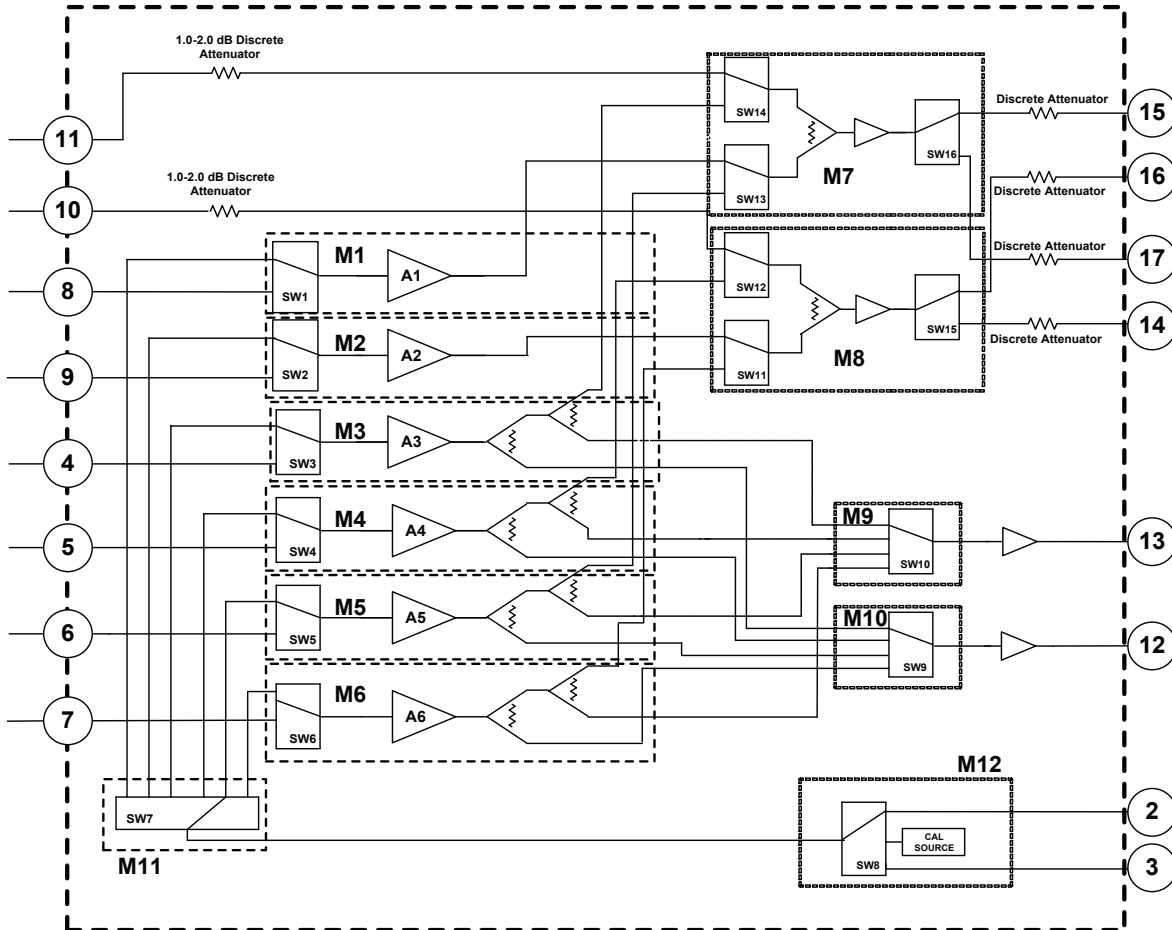 1.0-2.0 dB Discrete
Attenuator
11
SW14
SW13
M7
SW16
Discrete Attenuator
15
1.0-2.0 dB Discrete
Attenuator
10
16
Discrete Attenuator
M1
A1
SW1
8
SW12
SW11
M8
SW15
Discrete Attenuator
17
14
Discrete Attenuator
M2
A2
SW2
9
M3
A3
SW3
4
M4
A4
SW4
5
M9
SW10
13
M5
A5
SW5
6
M10
SW9
12
M6
A6
SW6
7
SW7
M11
M12
SW8
CAL
SOURCE
2
3